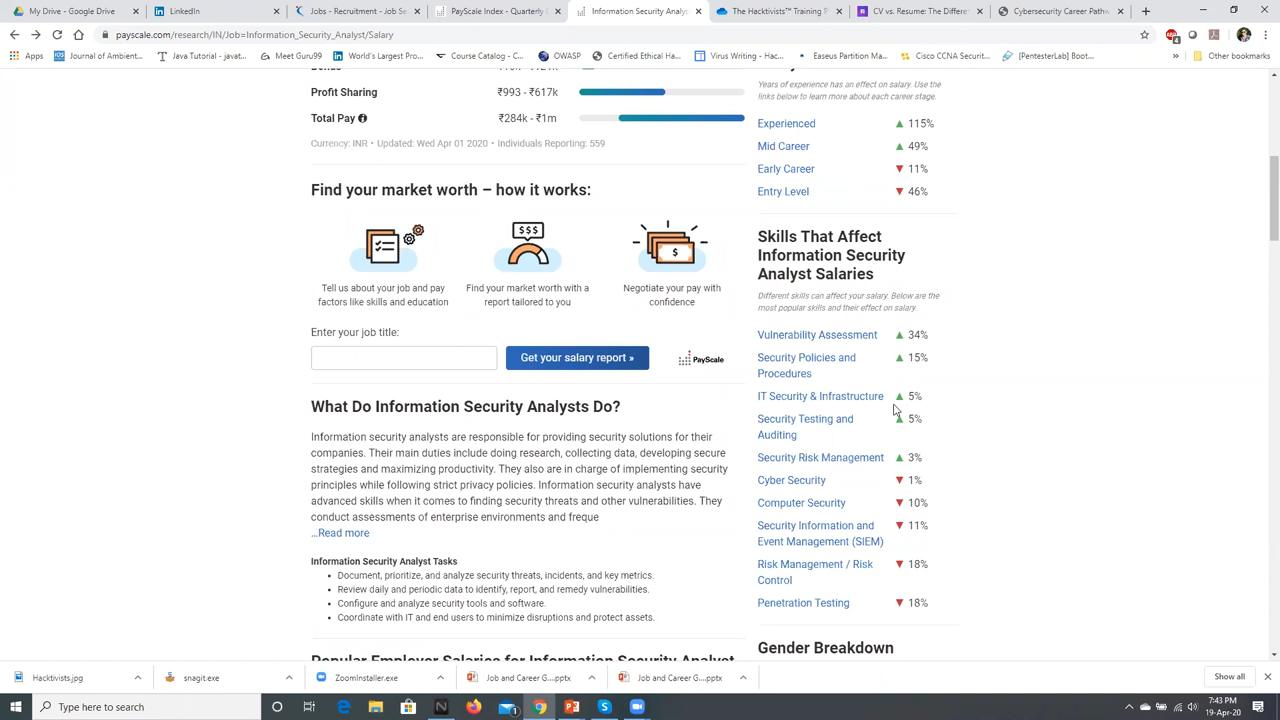 My Drive - Google Drive
LinkedIn
Jobs - Recruitment - Job Se
PayScale Index - Quarterly
Information Security Analys
The Hacktivists™ Training P
CV vs. Resume: The Differe
Cybersecurity Career Pathw
payscale.com/research/IN/Job=Information_Security_Analyst/Salary
Apps
Journal of Ambient...
Java Tutorial - javat...
Meet Guru99
World's Largest Pro...
Course Catalog - C...
OWASP
Certified Ethical Ha...
Virus Writing - Hac...
Easeus Partition Ma...
Cisco CCNA Securit...
[PentesterLab] Boot...
»
Other bookmarks
Profit Sharing
₹993 - ₹617k
Total Pay
₹284k - ₹1m
Currency: INR • Updated: Wed Apr 01 2020 • Individuals Reporting: 559
Find your market worth – how it works:
$$$
$
Tell us about your job and pay
factors like skills and education
Find your market worth with a
report tailored to you
Negotiate your pay with
confidence
Enter your job title:
Get your salary report »
PayScale
What Do Information Security Analysts Do?
Information security analysts are responsible for providing security solutions for their
companies. Their main duties include doing research, collecting data, developing secure
strategies and maximizing productivity. They also are in charge of implementing security
principles while following strict privacy policies. Information security analysts have
advanced skills when it comes to finding security threats and other vulnerabilities. They
conduct assessments of enterprise environments and freque
...Read more
Information Security Analyst Tasks
• Document, prioritize, and analyze security threats, incidents, and key metrics.
• Review daily and periodic data to identify, report, and remedy vulnerabilities.
• Configure and analyze security tools and software.
• Coordinate with IT and end users to minimize disruptions and protect assets.
Popular Employer Salaries for Information Security Analyst
Years of experience has an effect on salary. Use the
links below to learn more about each career stage.
Experienced ▲ 115%
Mid Career ▲ 49%
Early Career ▼ 11%
Entry Level ▼ 46%
Skills That Affect
Information Security
Analyst Salaries
Different skills can affect your salary. Below are the
most popular skills and their effect on salary.
Vulnerability Assessment ▲ 34%
Security Policies and ▲ 15%
Procedures
IT Security & Infrastructure ▲ 5%
Security Testing and ▲ 5%
Auditing
Security Risk Management ▲ 3%
Cyber Security ▼ 1%
Computer Security ▼ 10%
Security Information and ▼ 11%
Event Management (SIEM)
Risk Management / Risk ▼ 18%
Control
Penetration Testing ▼ 18%
Gender Breakdown
Hacktivists.jpg
snagit.exe
ZoomInstaller.exe
Job and Career G....pptx
Job and Career G....pptx
Show all
Type here to search
7:43 PM
19-Apr-20